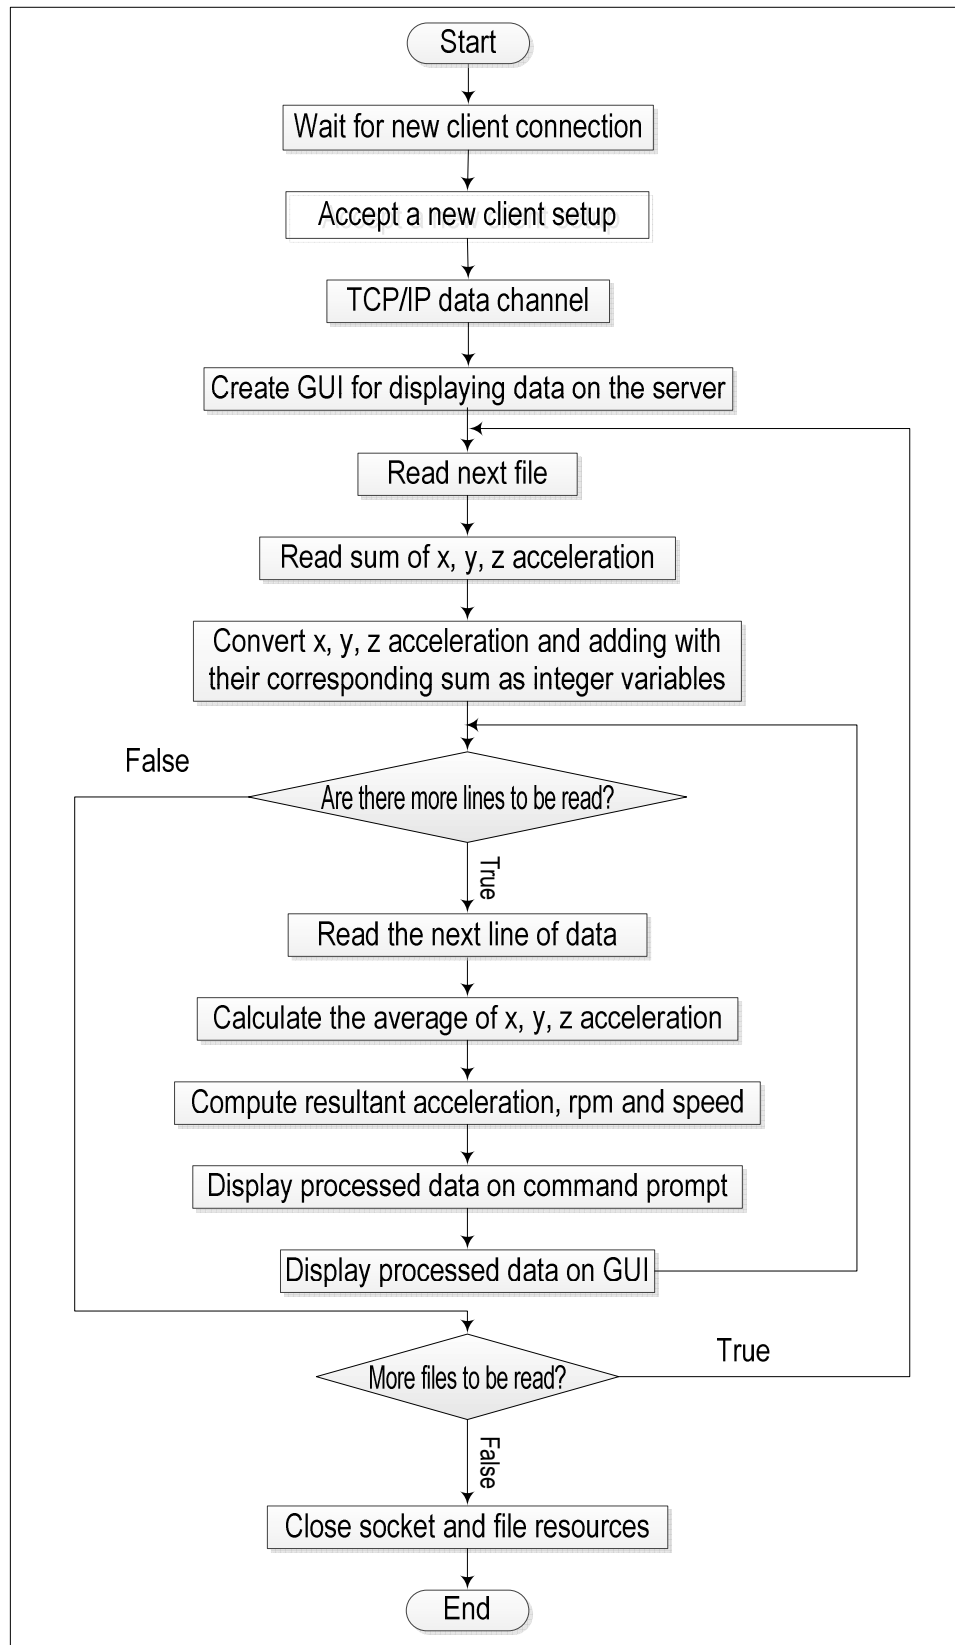 Start
Wait for new client connection
Accept a new client setup
TCP/IP data channel
Create GUI for displaying data on the server
Read next file
Read sum of x, y, z acceleration
Convert x, y, z acceleration and adding with
their corresponding sum as integer variables
False
Are there more lines to be read?
True
Read the next line of data
Calculate the average of x, y, z acceleration
Compute resultant acceleration, rpm and speed
Display processed data on command prompt
Display processed data on GUI
True
More files to be read?
False
Close socket and file resources
End